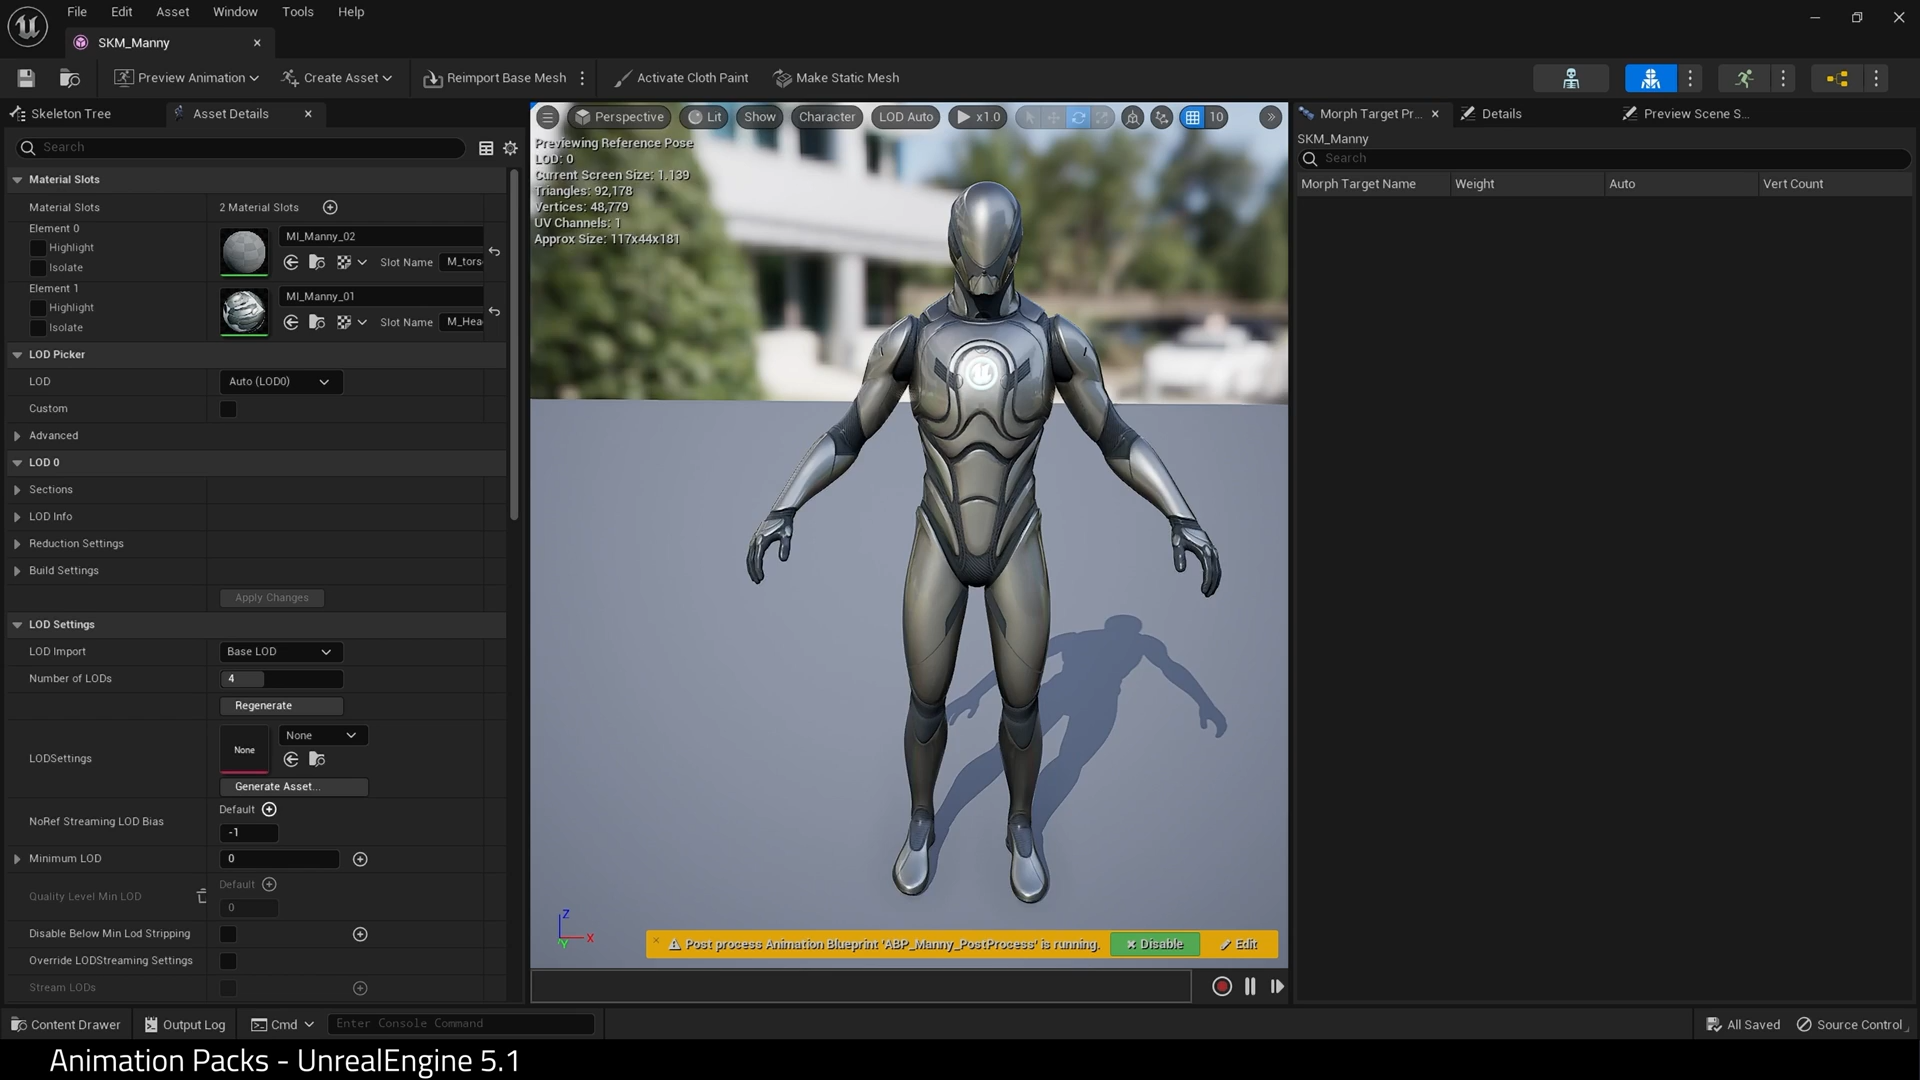 File Edit Asset Window Tools Help
SKM_Manny
Preview Animation Create Asset Reimport Base Mesh Activate Cloth Paint Make Static Mesh
Skeleton Tree Asset Details
Search
Material Slots
Material Slots 2 Material Slots
Element 0
Highlight
Isolate
MI_Manny_02
Slot Name M_tors
Element 1
Highlight
Isolate
MI_Manny_01
Slot Name M_Hea
LOD Picker
LOD Auto (LOD0)
Custom
Advanced
LOD 0
Sections
LOD Info
Reduction Settings
Build Settings
Apply Changes
LOD Settings
LOD Import Base LOD
Number of LODs 4
Regenerate
LODSettings None None
Generate Asset...
NoRef Streaming LOD Bias Default
-1
Minimum LOD 0
Quality Level Min LOD Default
0
Disable Below Min Lod Stripping
Override LODStreaming Settings
Stream LODs
Perspective Lit Show Character LOD Auto x1.0 10
Previewing Reference Pose
LOD: 0
Current Screen Size: 1.139
Triangles: 92,178
Vertices: 48,779
UV Channels: 1
Approx Size: 117x44x181
Z
X
Y
Post process Animation Blueprint 'ABP_Manny_PostProcess' is running. Disable Edit
Morph Target Pr... Details Preview Scene S...
SKM_Manny
Search
Morph Target Name Weight Auto Vert Count
Content Drawer Output Log Cmd Enter Console Command All Saved Source Control
Animation Packs - UnrealEngine 5.1